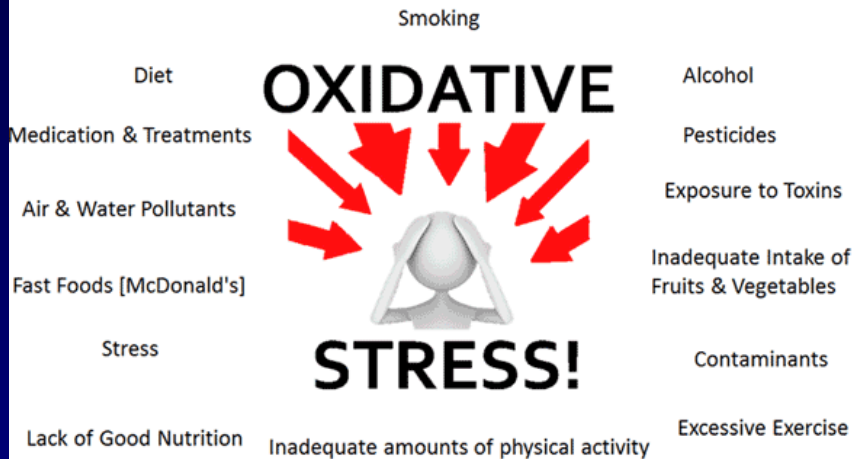 Smoking
Diet
OXIDATIVE
Alcohol
Medication & Treatments
Pesticides
Air & Water Pollutants
Exposure to Toxins
Fast Foods [McDonald's]
Inadequate Intake of
Fruits & Vegetables
Stress
STRESS!
Contaminants
Lack of Good Nutrition
Inadequate amounts of physical activity
Excessive Exercise